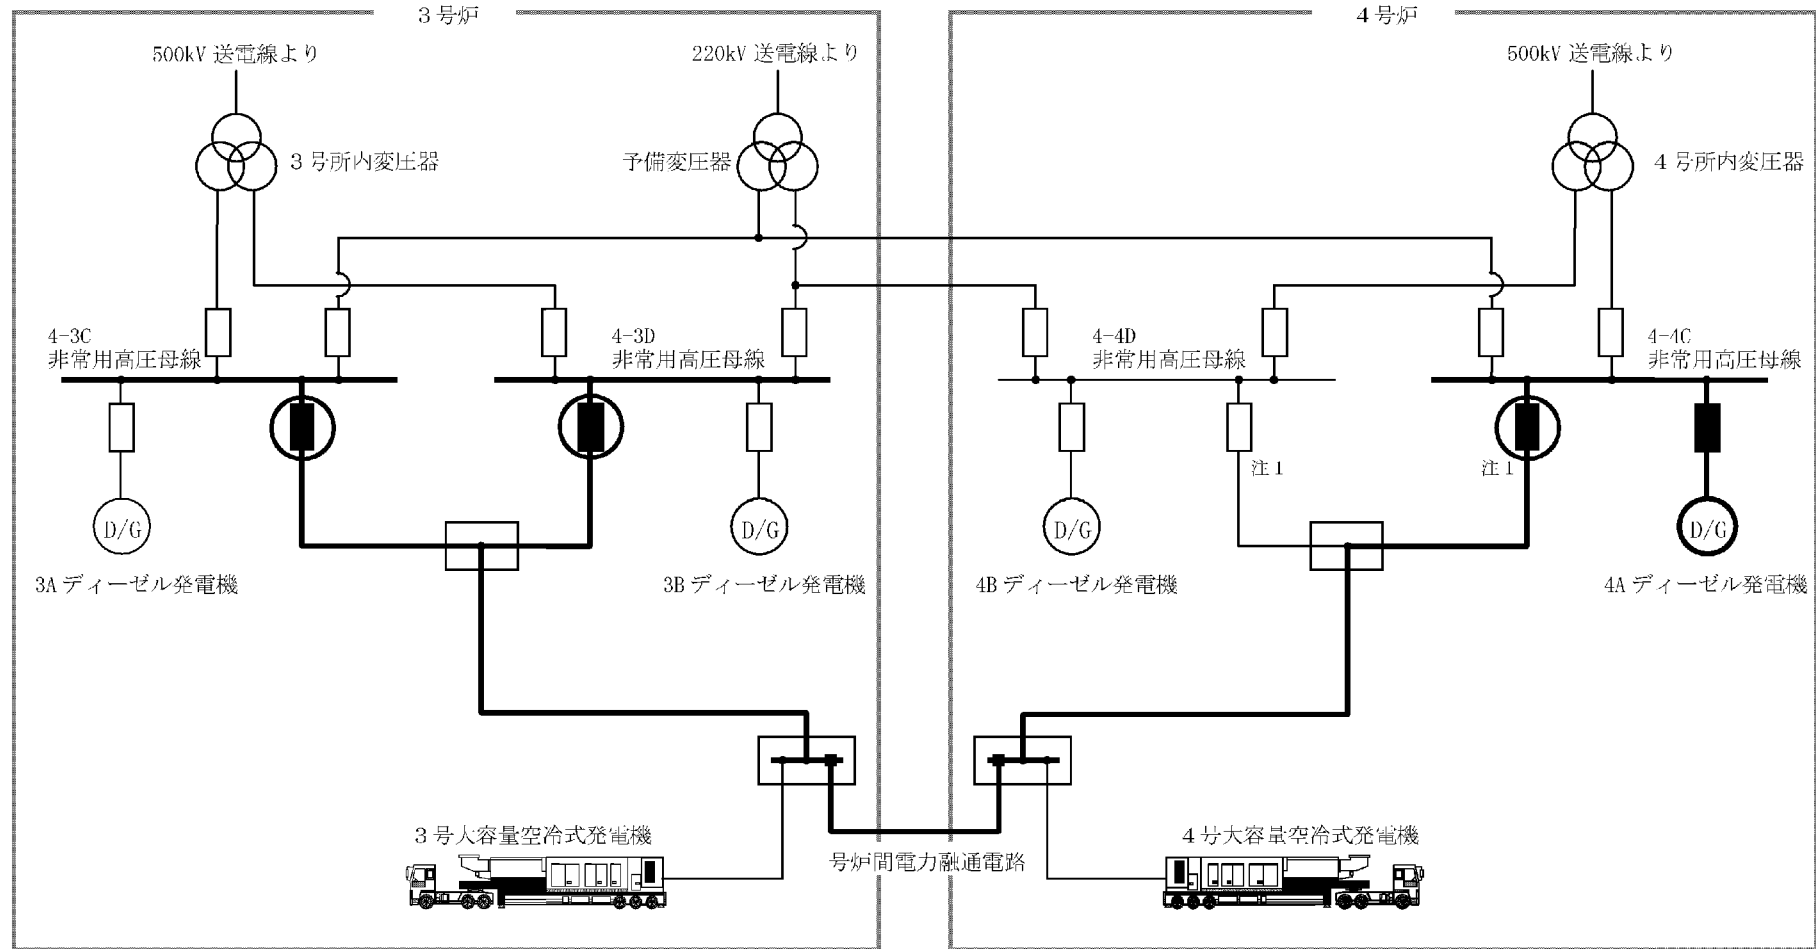 ３号炉
４号炉
500kV 送電線より
220kV 送電線より
500kV 送電線より
３号所内変圧器
予備変圧器
４号所内変圧器
4-3C
非常用高圧母線
4-3D
非常用高圧母線
4-4D
非常用高圧母線
4-4C
非常用高圧母線
注１
注１
D/G
D/G
D/G
D/G
3A ディーゼル発電機
3B ディーゼル発電機
4B ディーゼル発電機
4A ディーゼル発電機
３号大容量空冷式発電機
４号大容量空冷式発電機
号炉間電力融通電路